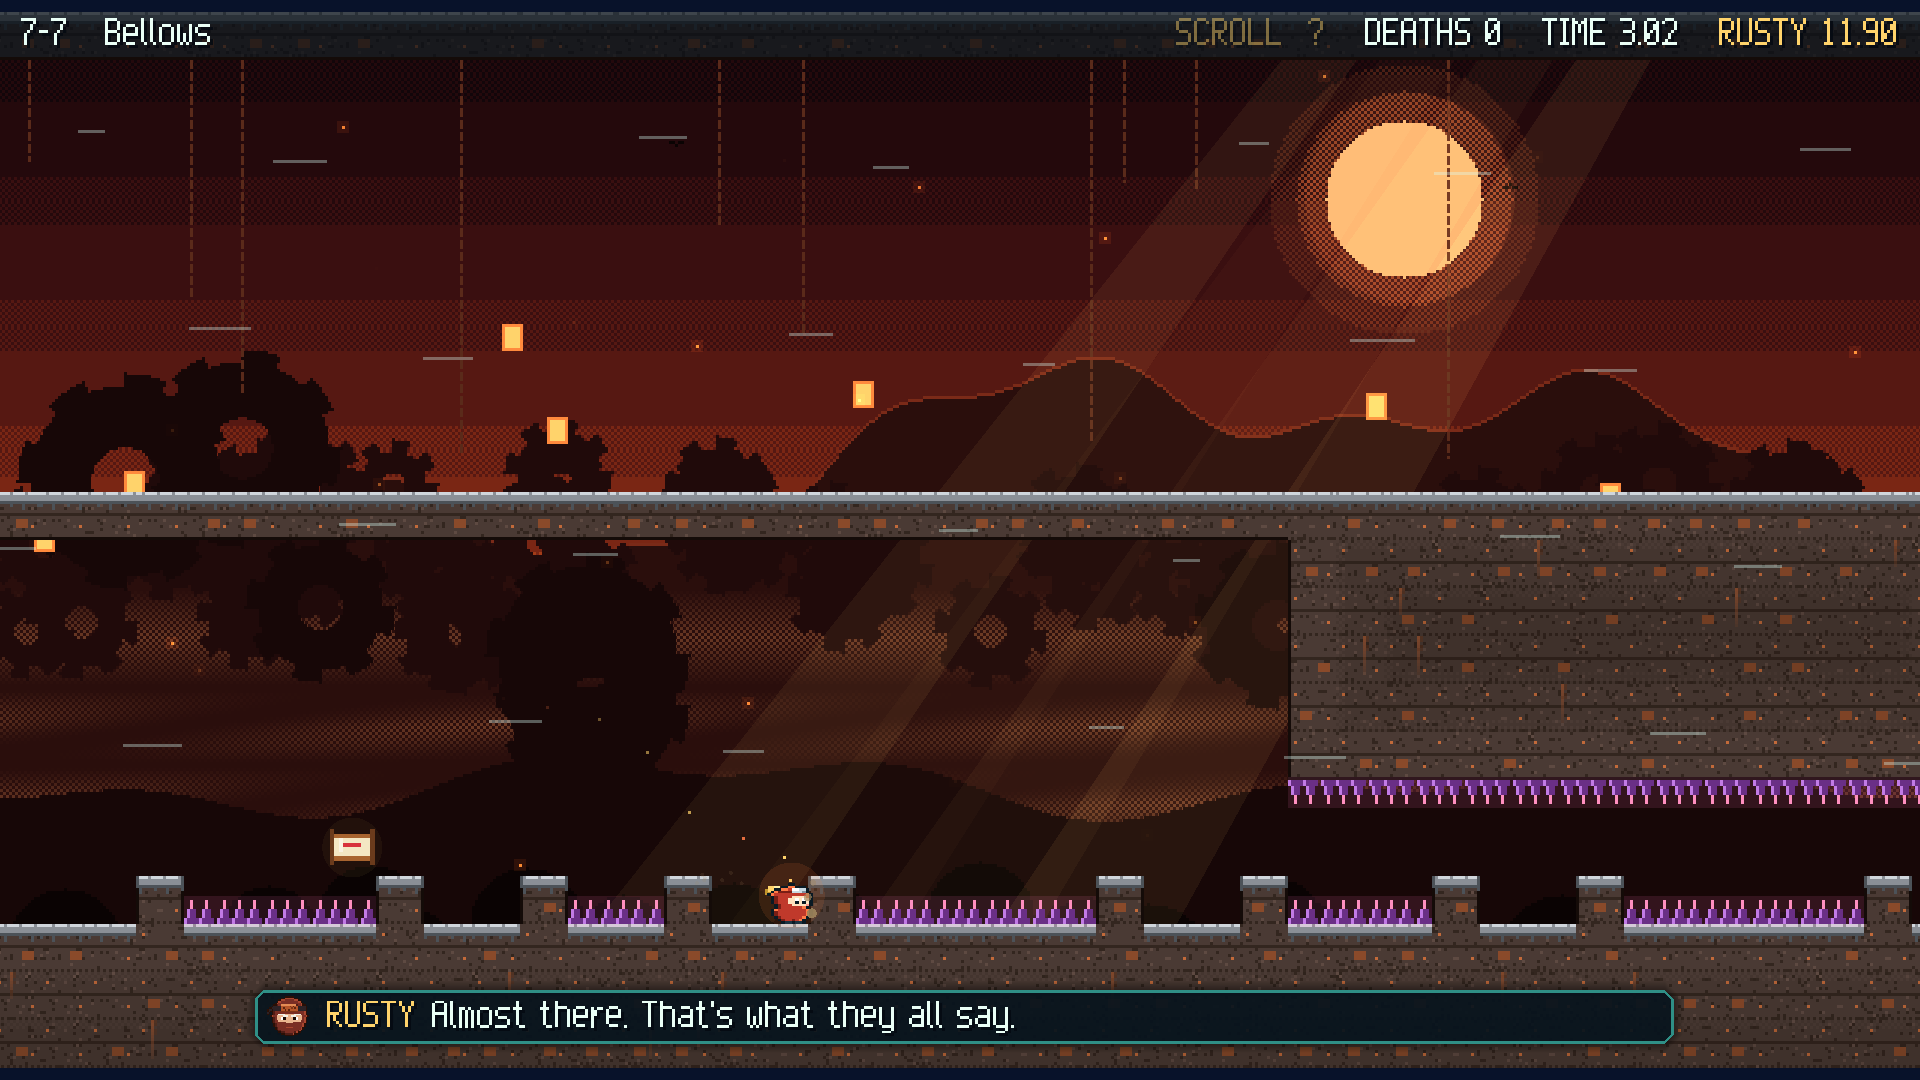 7-7 Bellows SCROLL ? DEATHS 0 TIME 3.02 RUSTY 11.90
RUSTY Almost there. That's what they all say.